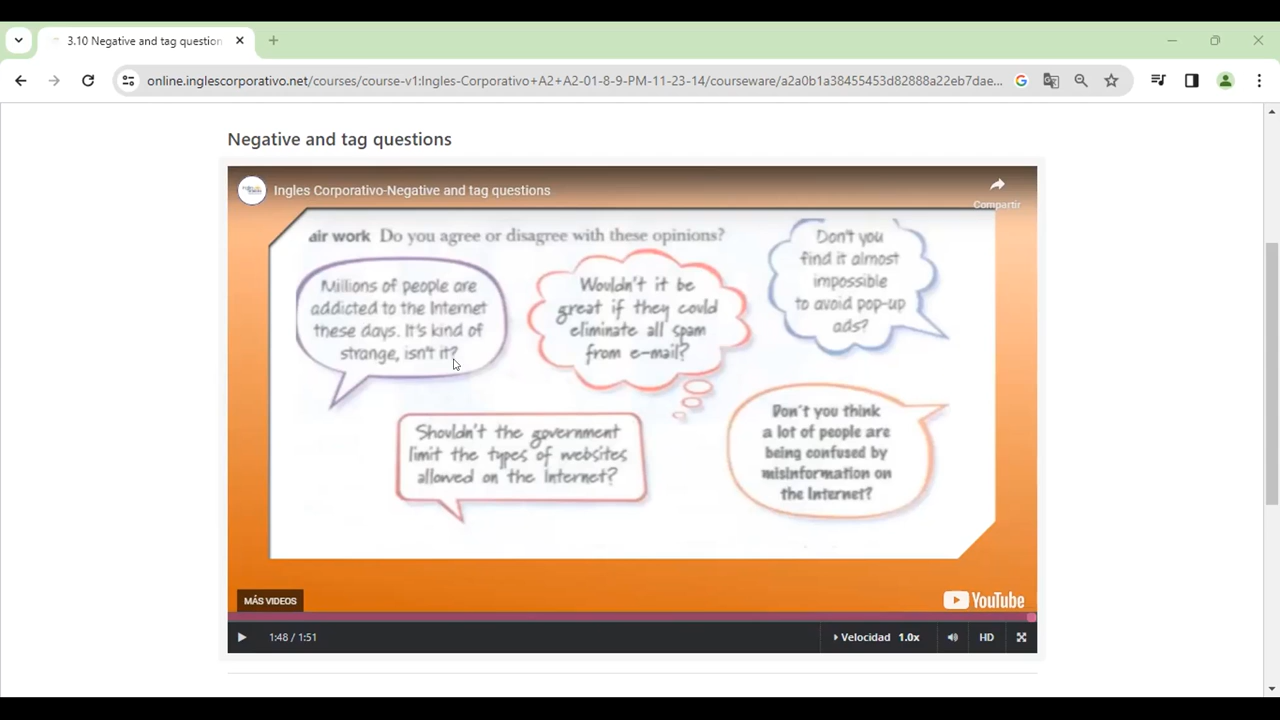 3.10 Negative and tag question
online.inglescorporativo.net/courses/course-v1:Ingles-Corporativo+A2+A2-01-8-9-PM-11-23-14/courseware/a2a0b1a38455453d82888a22eb7dae...
Negative and tag questions
Ingles Corporativo-Negative and tag questions
Compartir
air work Do you agree or disagree with these opinions?
Millions of people are
addicted to the Internet
these days. It's kind of
strange, isn't it?
Wouldn't it be
great if they could
eliminate all spam
from e-mail?
Don't you
find it almost
impossible
to avoid pop-up
ads?
Shouldn't the government
limit the types of websites
allowed on the Internet?
Don't you think
a lot of people are
being confused by
misinformation on
the Internet?
MÁS VIDEOS
YouTube
1:48 / 1:51
Velocidad 1.0x
HD